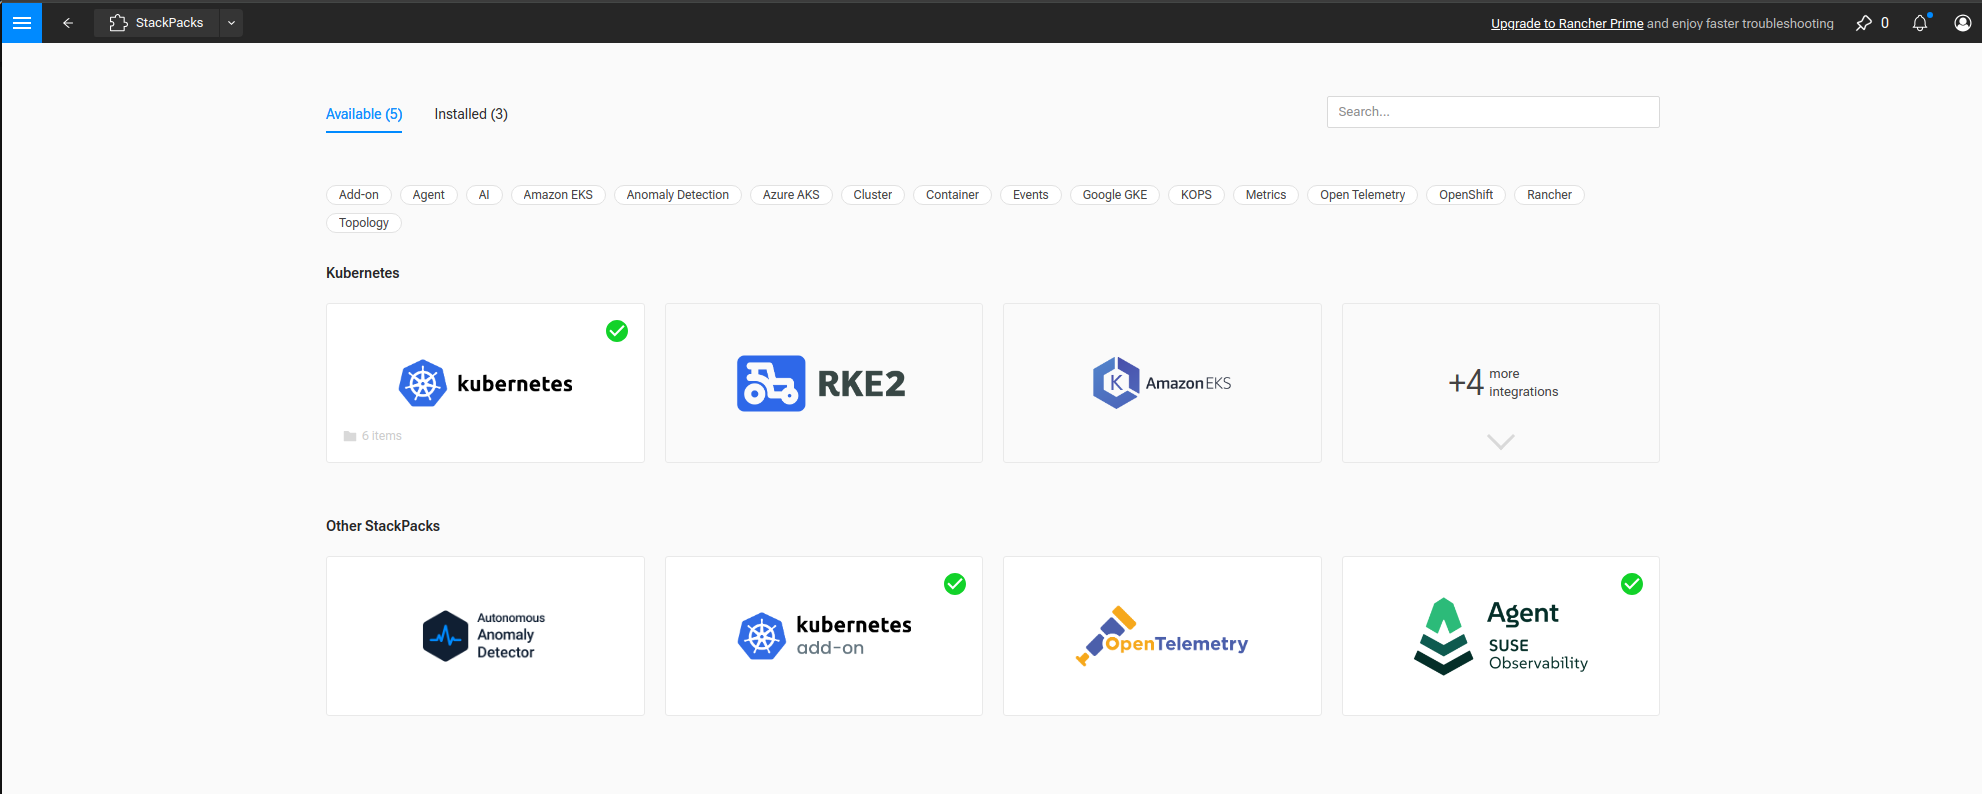 StackPacks
Upgrade to Rancher Prime and enjoy faster troubleshooting
0
Available (5)
Installed (3)
Search...
Add-on
Agent
AI
Amazon EKS
Anomaly Detection
Azure AKS
Cluster
Container
Events
Google GKE
KOPS
Metrics
Open Telemetry
OpenShift
Rancher
Topology
Kubernetes
kubernetes
6 items
RKE2
K
Amazon EKS
+4
more
integrations
Other StackPacks
Autonomous
Anomaly
Detector
kubernetes
add-on
OpenTelemetry
Agent
SUSE
Observability